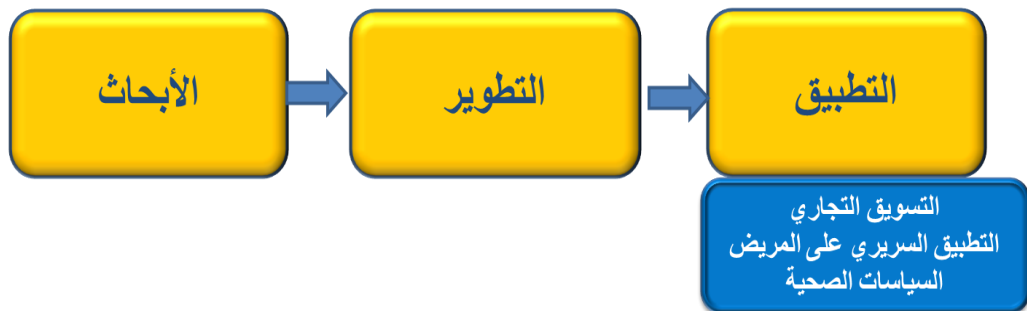 الأبحاث
التطوير
التطبيق
التسويق التجاري
التطبيق السريري على المريض
السياسات الصحية